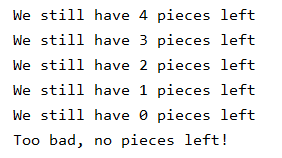 We still have 4 pieces left
We still have 3 pieces left
We still have 2 pieces left
We still have 1 pieces left
We still have 0 pieces left
Too bad, no pieces left!